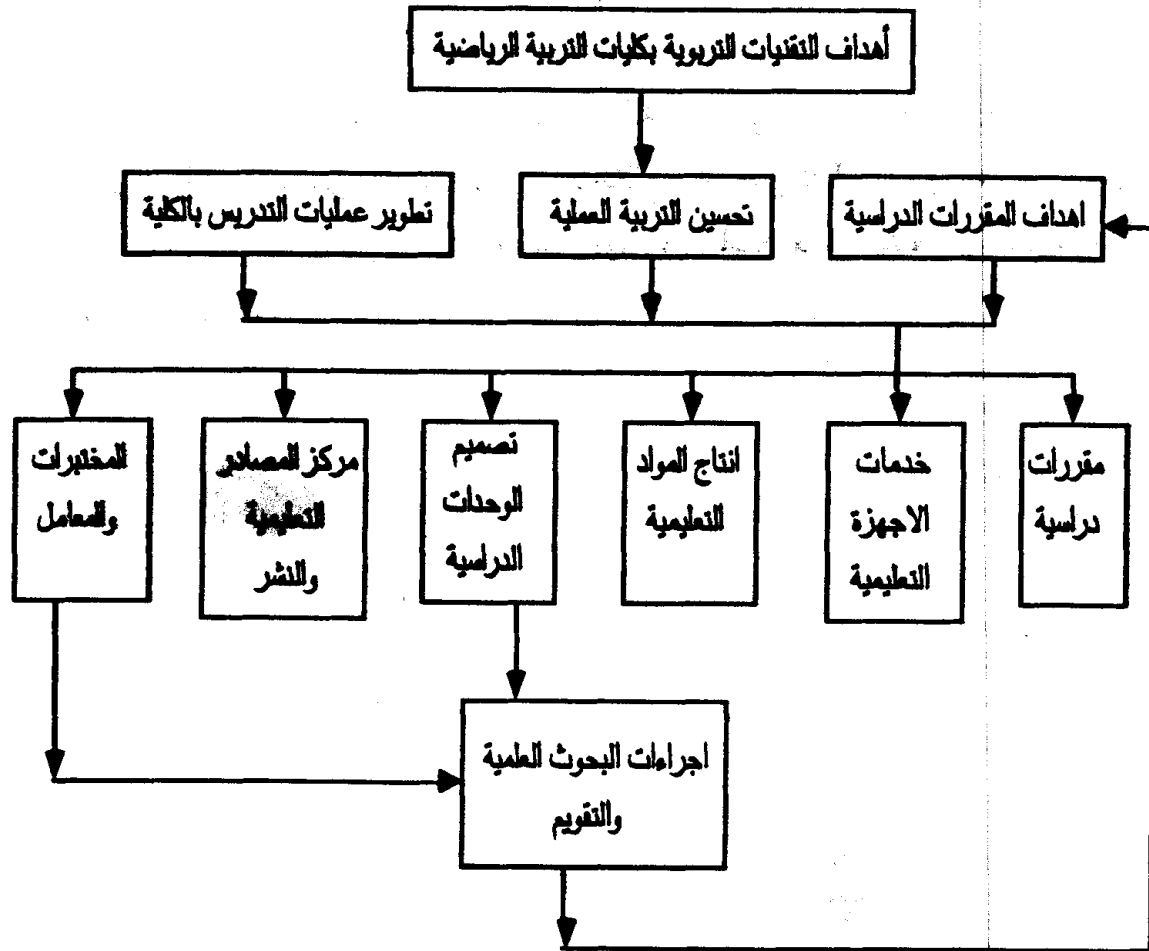 أهداف التقنيات التربوية بكليات التربية الرياضية
اهداف المقررات الدراسية
تحسين التربية العملية
تطوير عمليات التدريس بالكلية
مقررات
دراسية
خدمات
الاجهزة
التعليمية
انتاج المواد
التعليمية
تصميم
الوحدات
الدراسية
مركز المصادر
التعليمية
والنشر
المختبرات
والمعامل
اجراءات البحوث العلمية
والتقويم